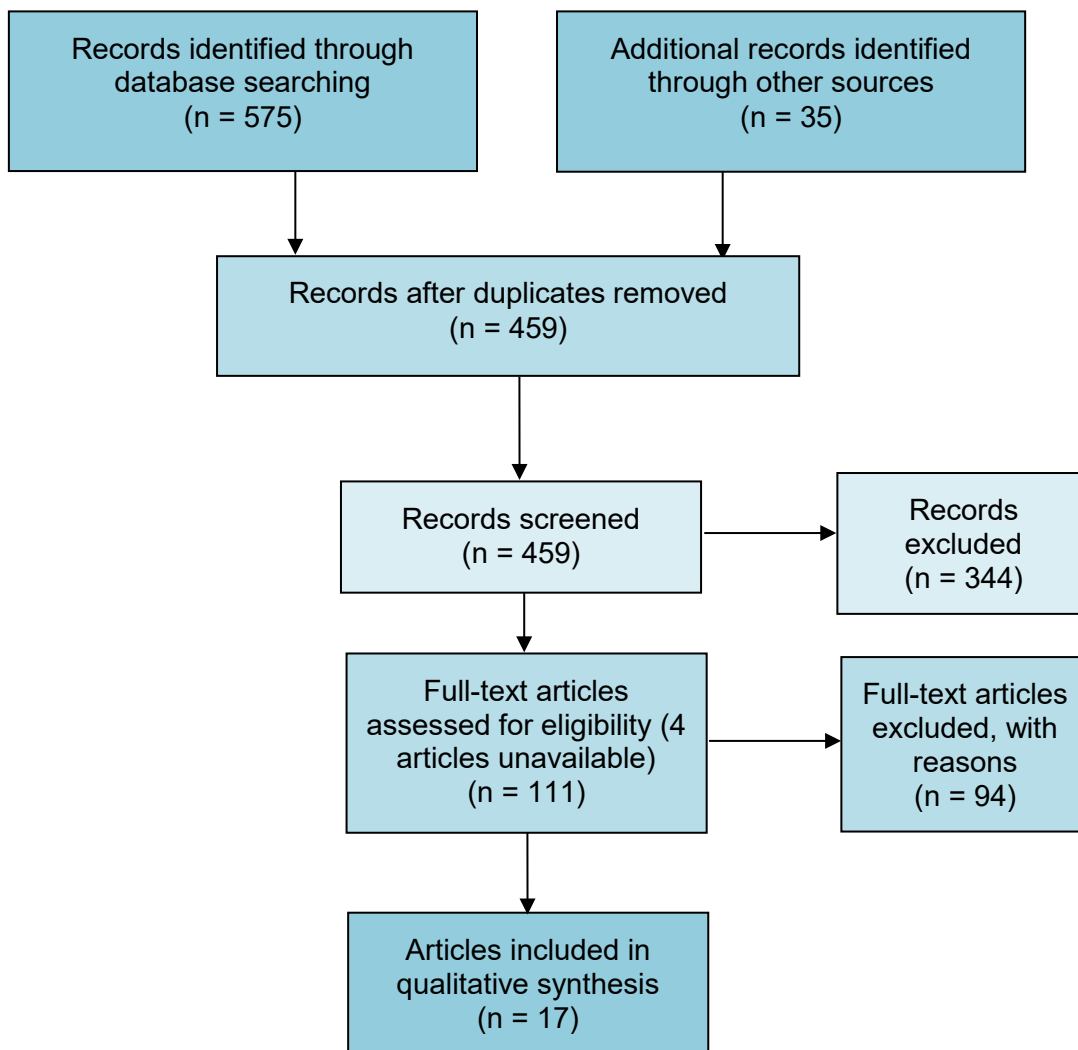 Records identified through
database searching
(n = 575)
Additional records identified
through other sources
(n = 35)
Records after duplicates removed
(n = 459)
Records screened
(n = 459)
Records
excluded
(n = 344)
Full-text articles
assessed for eligibility (4
articles unavailable)
(n = 111)
Full-text articles
excluded, with
reasons
(n = 94)
Articles included in
qualitative synthesis
(n = 17)